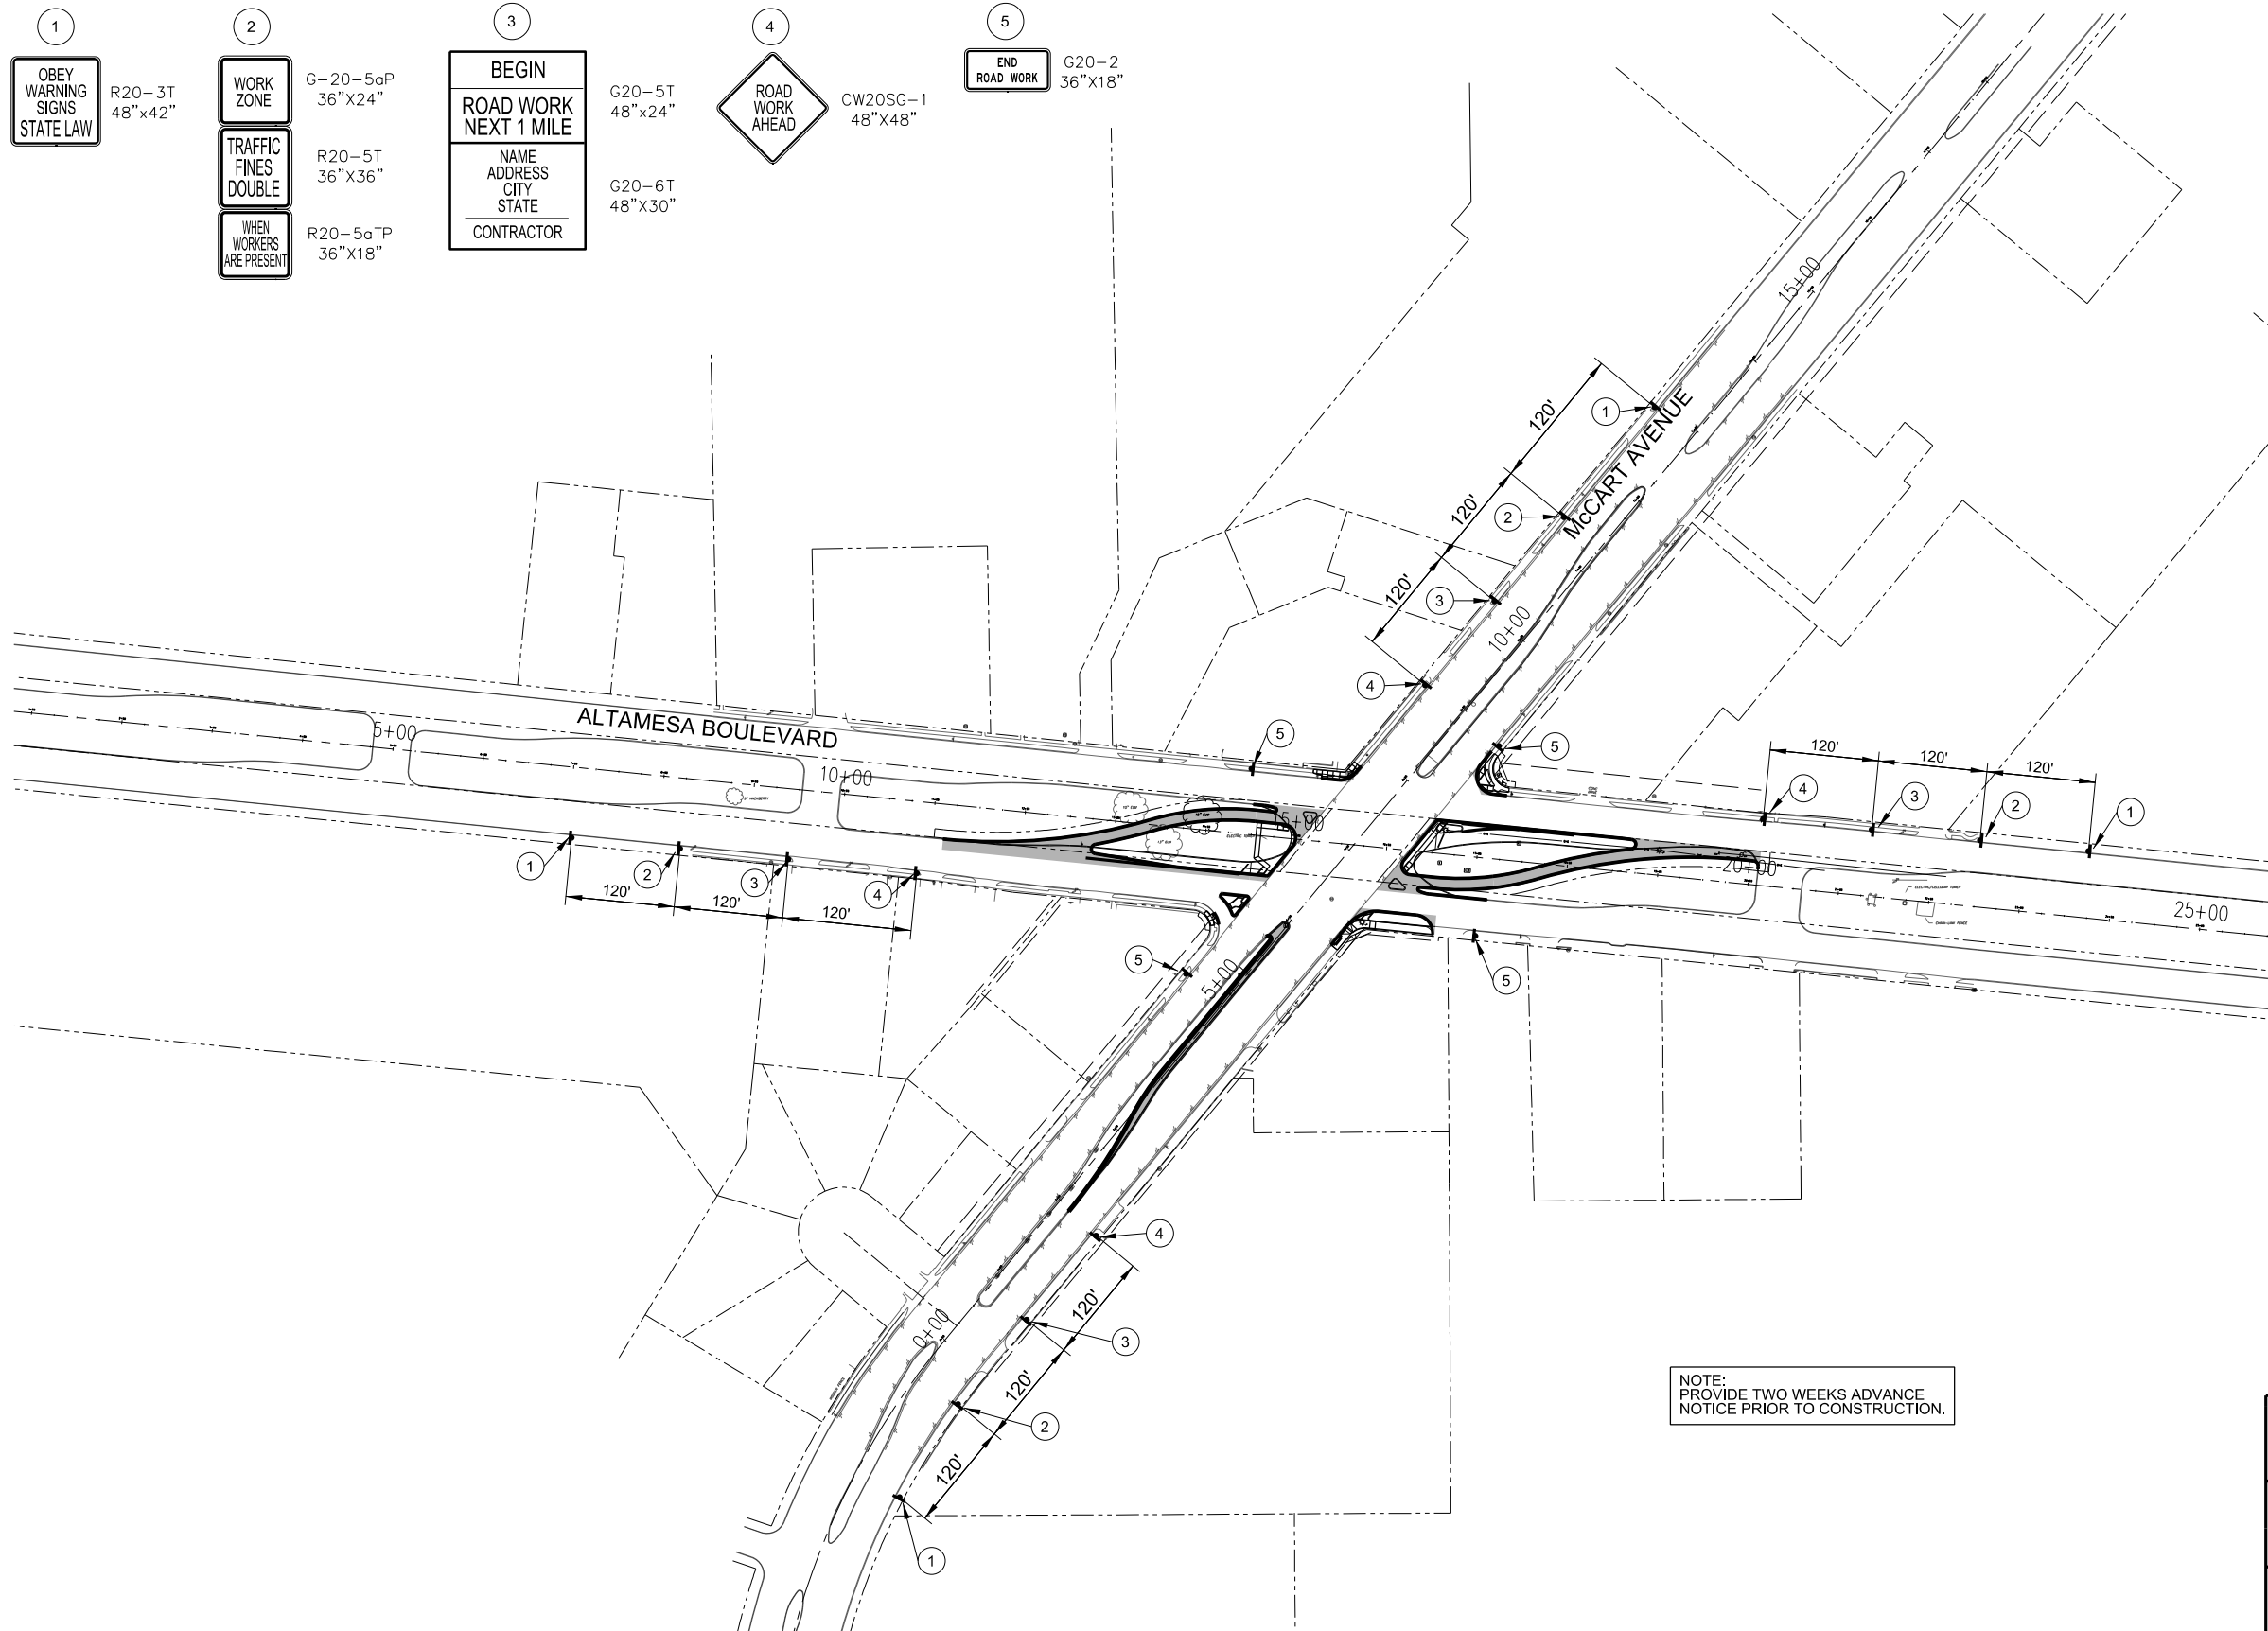 1
OBEY
WARNING
SIGNS
STATE LAW
R20-3T
48"x42"
2
WORK
ZONE
G-20-5aP
36"X24"
TRAFFIC
FINES
DOUBLE
R20-5T
36"X36"
WHEN
WORKERS
ARE PRESENT
R20-5aTP
36"X18"
3
BEGIN
ROAD WORK
NEXT 1 MILE
G20-5T
48"x24"
NAME
ADDRESS
CITY
STATE
CONTRACTOR
G20-6T
48"X30"
4
ROAD
WORK
AHEAD
CW20SG-1
48"X48"
5
END
ROAD WORK
G20-2
36"X18"
15+00
McCART AVENUE
120'
1
120'
2
120'
3
10+00
4
5
5
ALTAMESA BOULEVARD
5+00
10+00
15+00
20+00
25+00
120'
120'
120'
4
3
2
1
1
2
3
4
120'
120'
120'
5
5
5+00
ELECTRIC/CELLULAR TOWER
CHAIN-LINK FENCE
4
120'
3
120'
2
120'
1
0+00
NOTE:
PROVIDE TWO WEEKS ADVANCE
NOTICE PRIOR TO CONSTRUCTION.